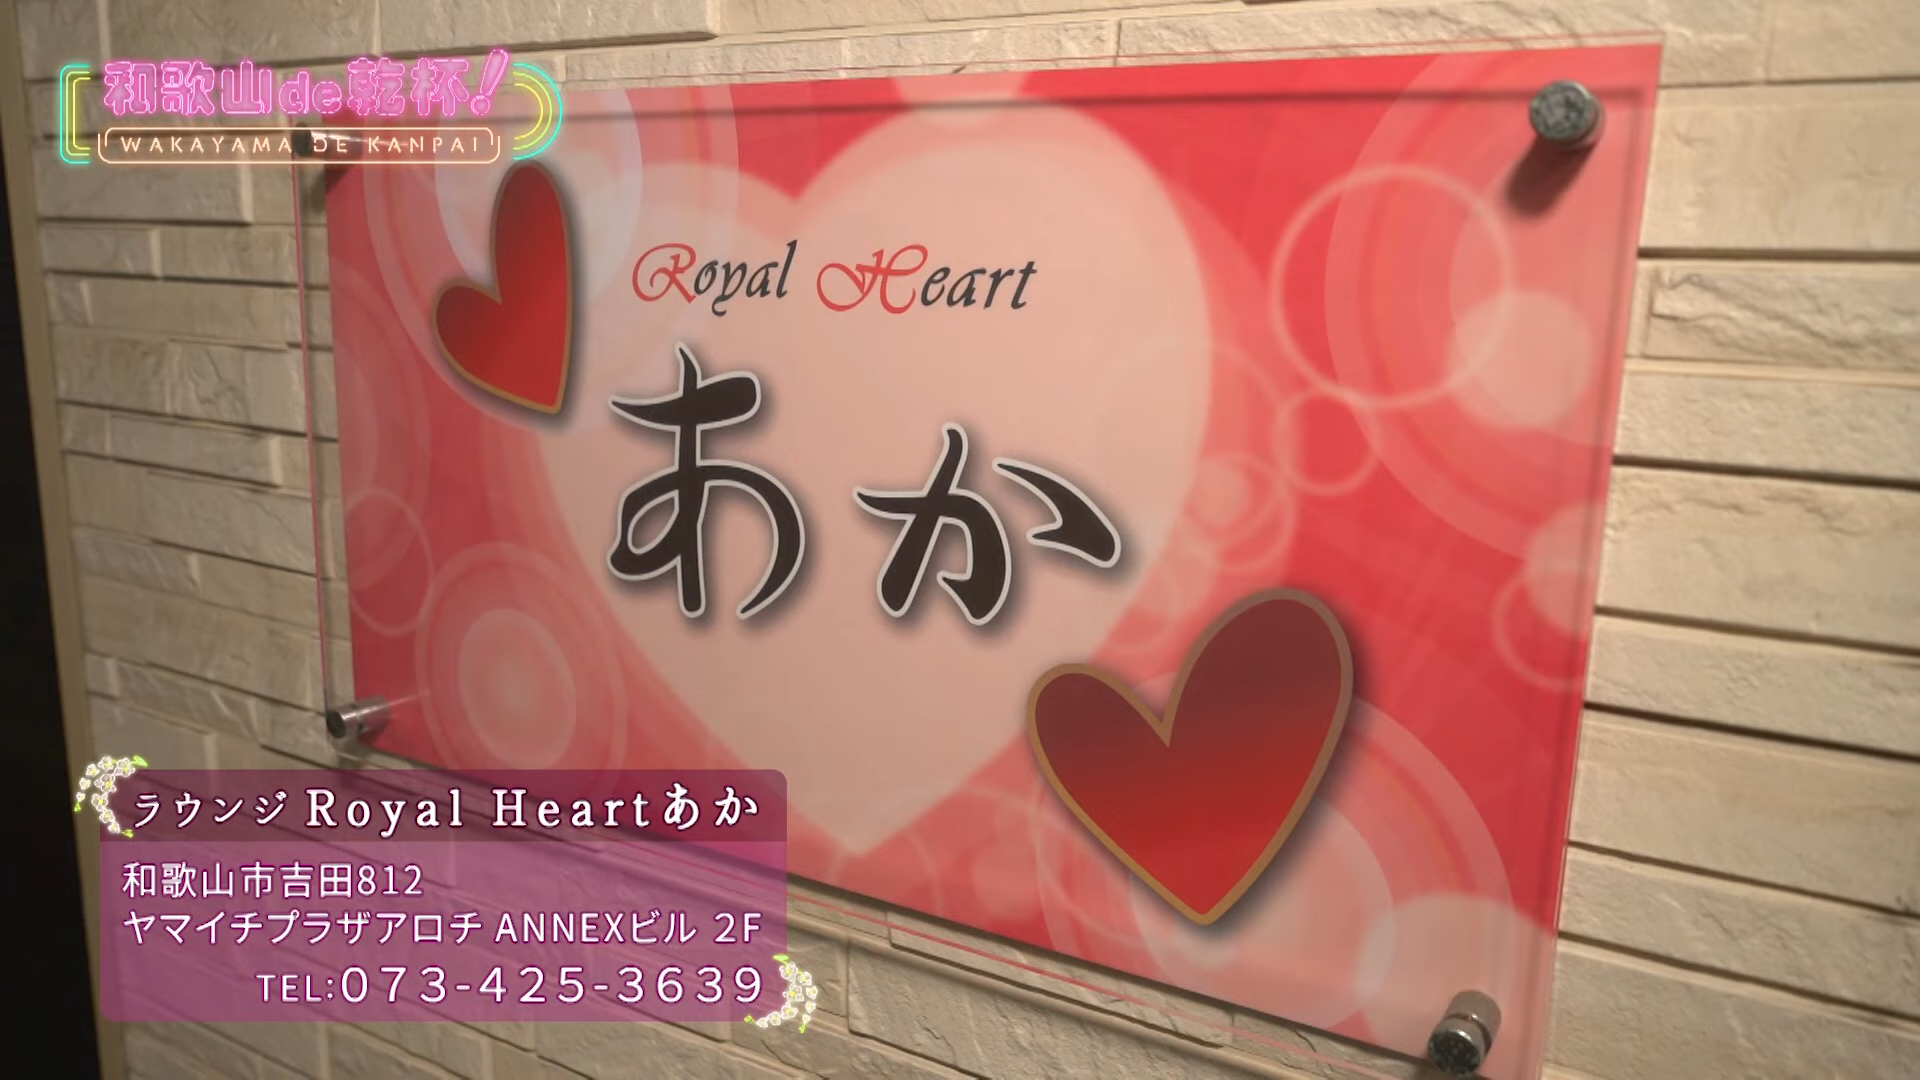 和歌山de乾杯!
WAKAYAMA DE KANPAI
Royal Heart
あか
ラウンジ Royal Heartあか
和歌山市吉田812
ヤマイチプラザアロチ ANNEXビル 2F
TEL:073-425-3639